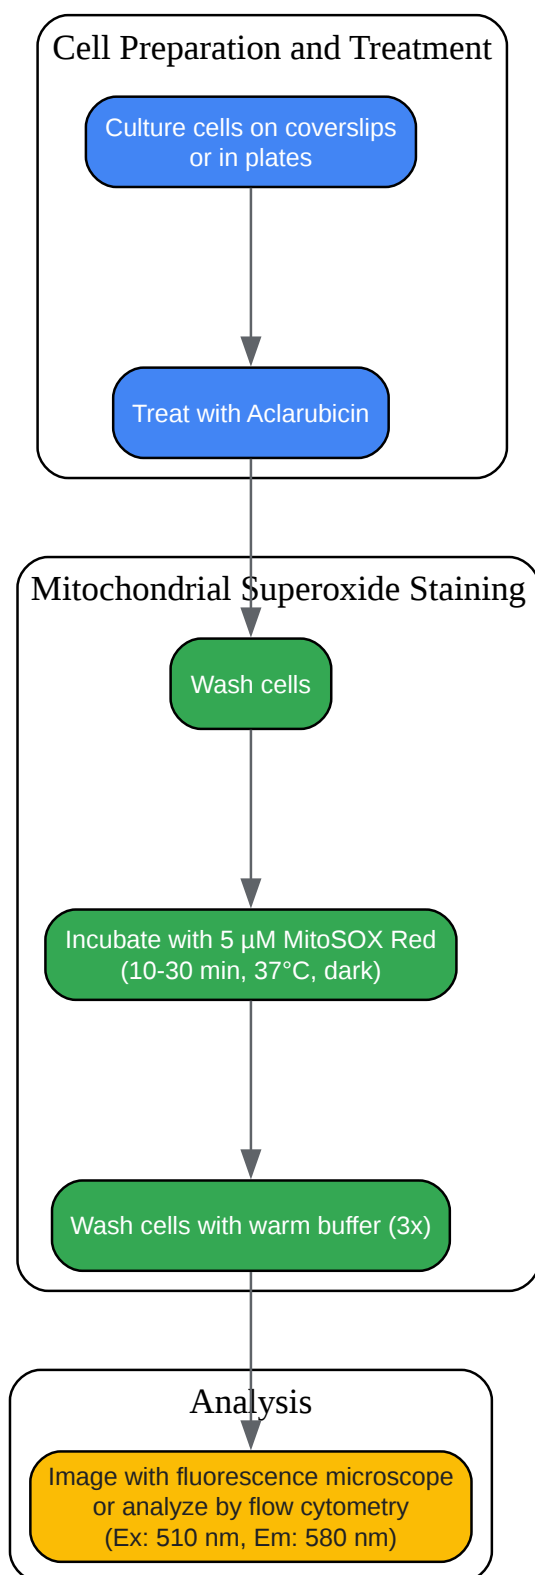 Cell Preparation and Treatment
Culture cells on coverslips
or in plates
Treat with Aclarubicin
Mitochondrial Superoxide Staining
Wash cells
Incubate with 5 µM MitoSOX Red
(10-30 min, 37°C, dark)
Wash cells with warm buffer (3x)
Analysis
Image with fluorescence microscope
or analyze by flow cytometry
(Ex: 510 nm, Em: 580 nm)